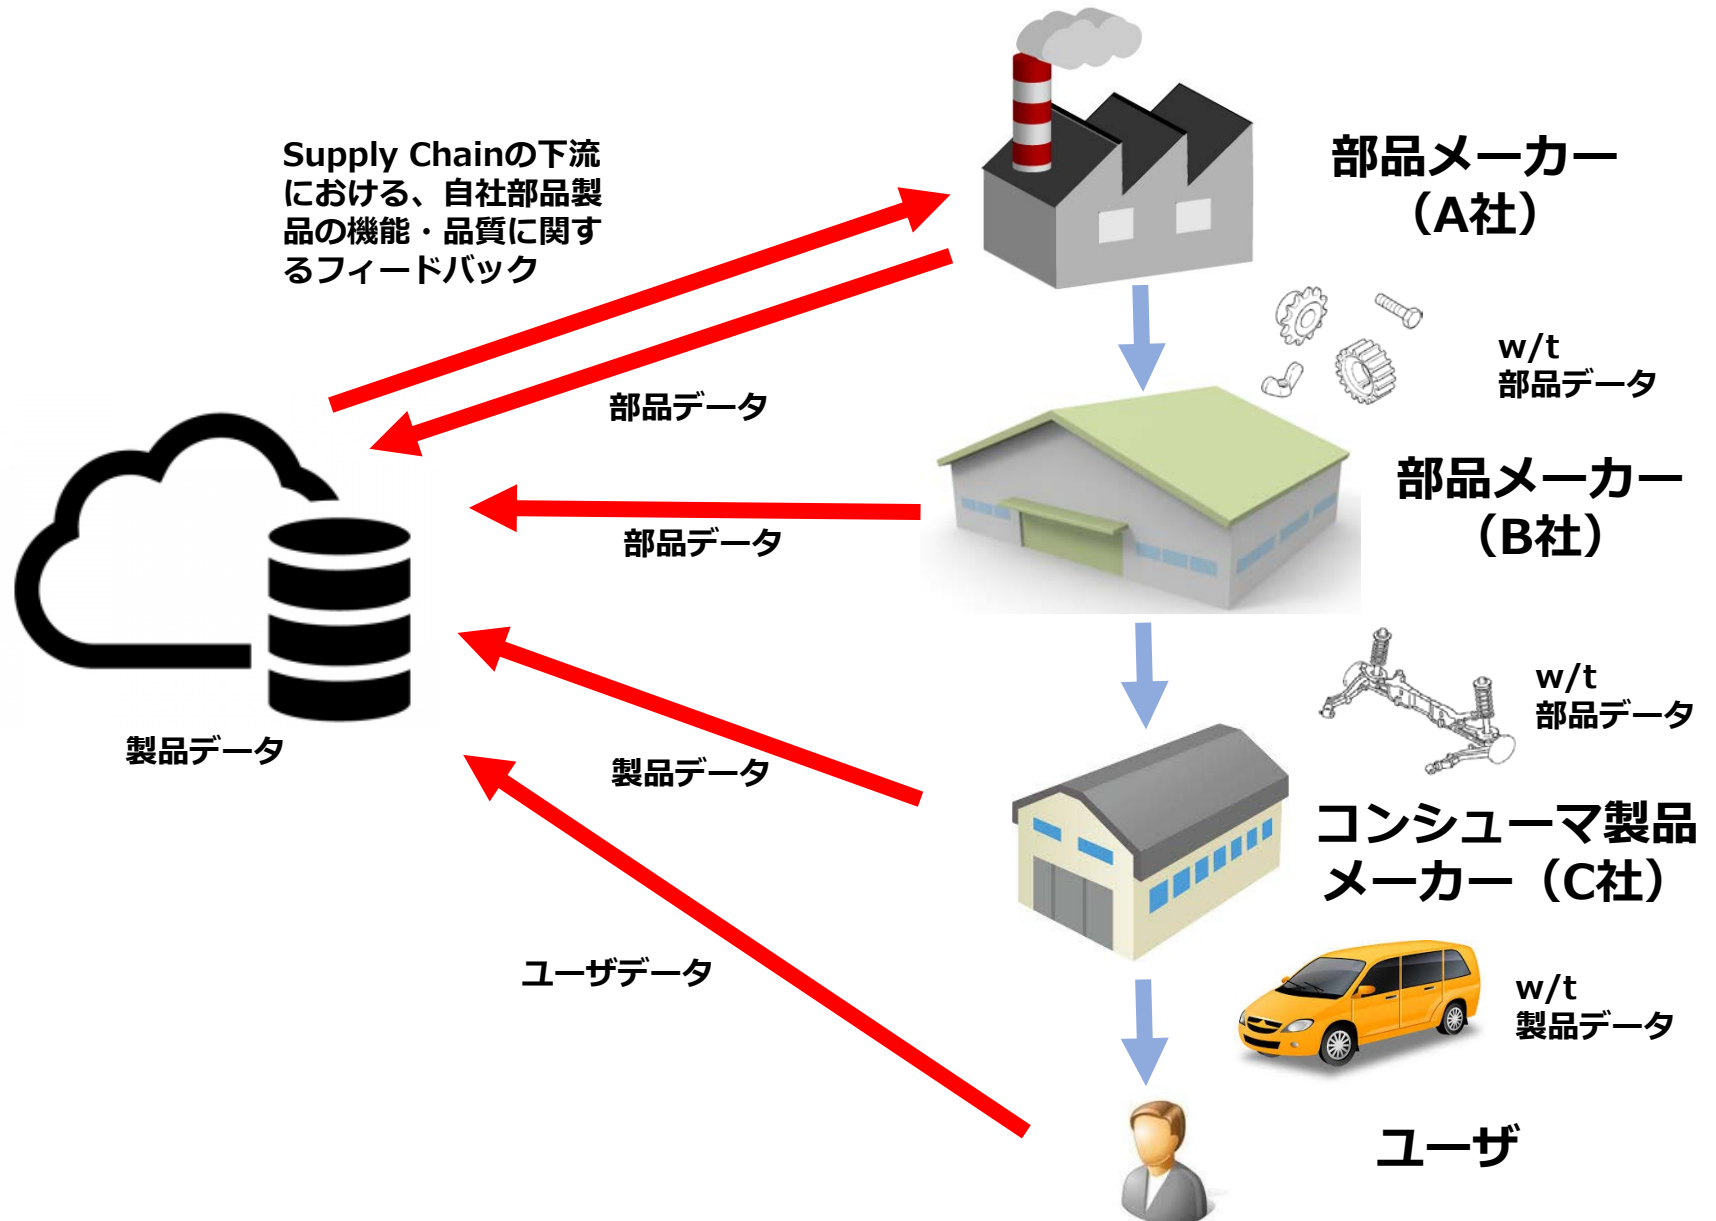 Supply Chainの下流
における、自社部品製
品の機能・品質に関す
るフィードバック
部品メーカー
（A社）
w/t
部品データ
部品データ
部品メーカー
（B社）
部品データ
w/t
部品データ
製品データ
製品データ
コンシューマ製品
メーカー（C社）
ユーザデータ
w/t
製品データ
ユーザ